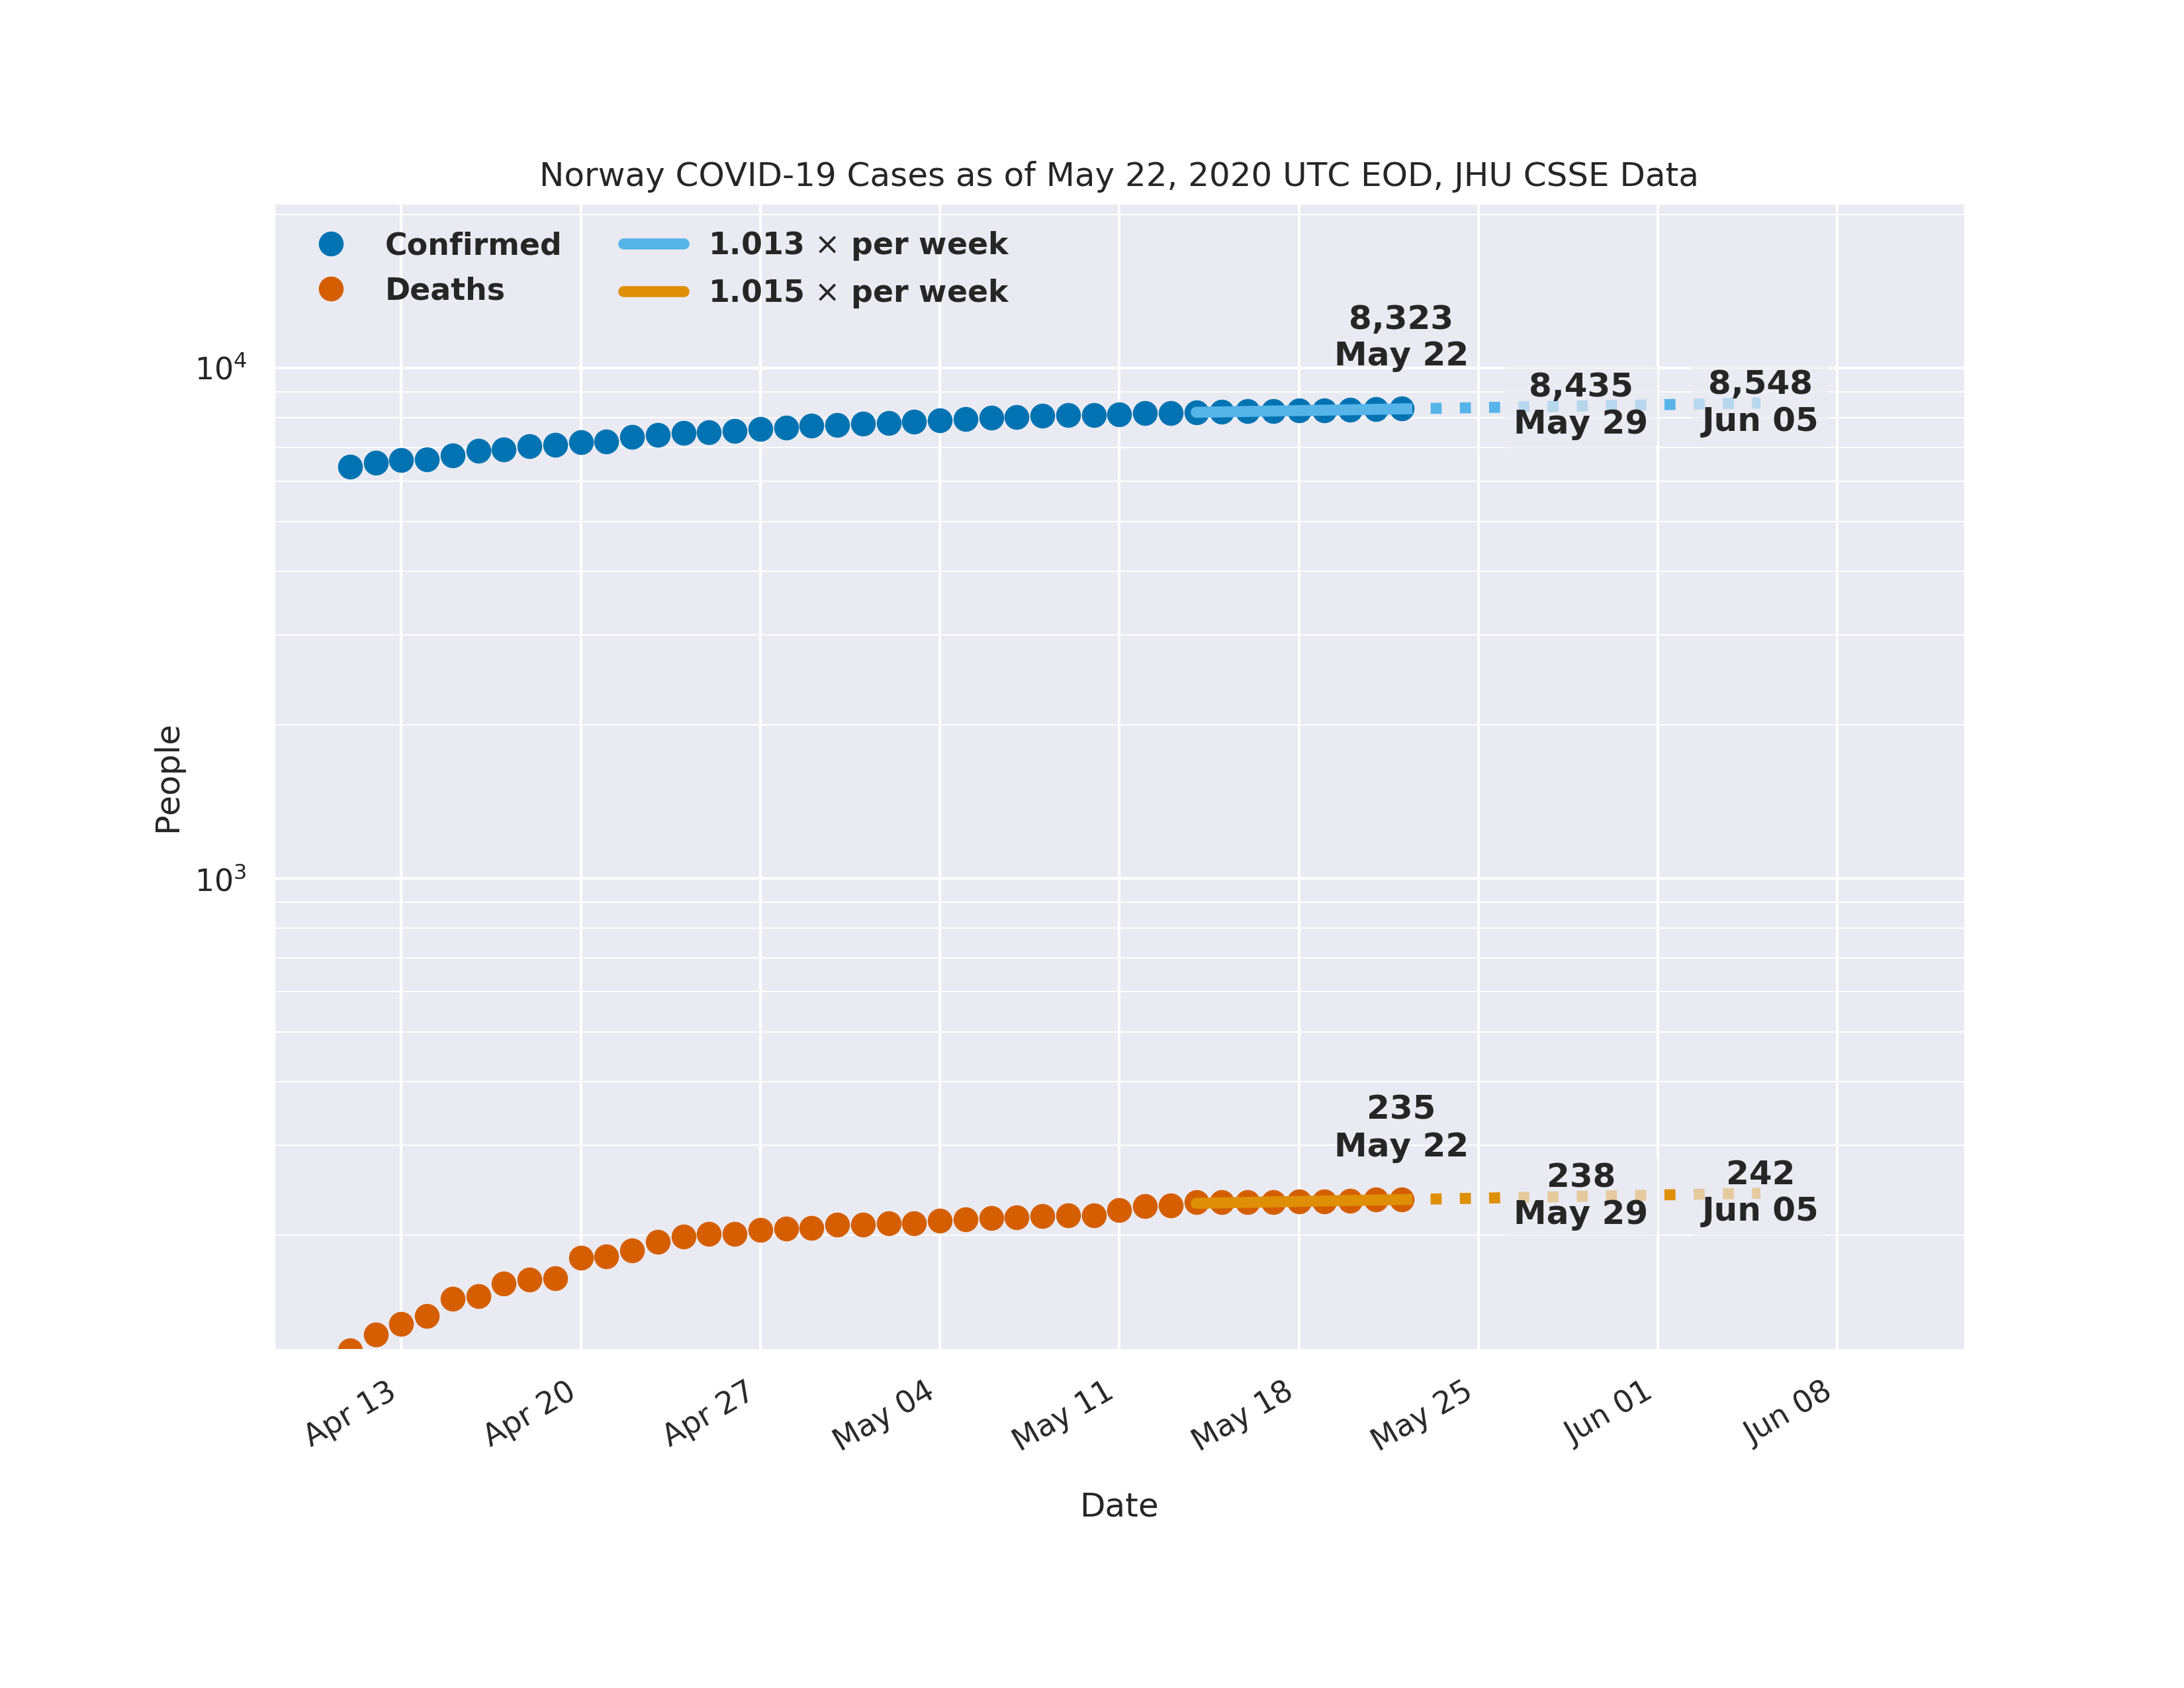 Norway COVID-19 Cases as of May 22, 2020 UTC EOD, JHU CSSE Data
Confirmed
Deaths
1.013 × per week
1.015 × per week
8,323
May 22
8,435
May 29
8,548
Jun 05
10⁴
People
10³
235
May 22
238
May 29
242
Jun 05
Apr 13
Apr 20
Apr 27
May 04
May 11
May 18
May 25
Jun 01
Jun 08
Date